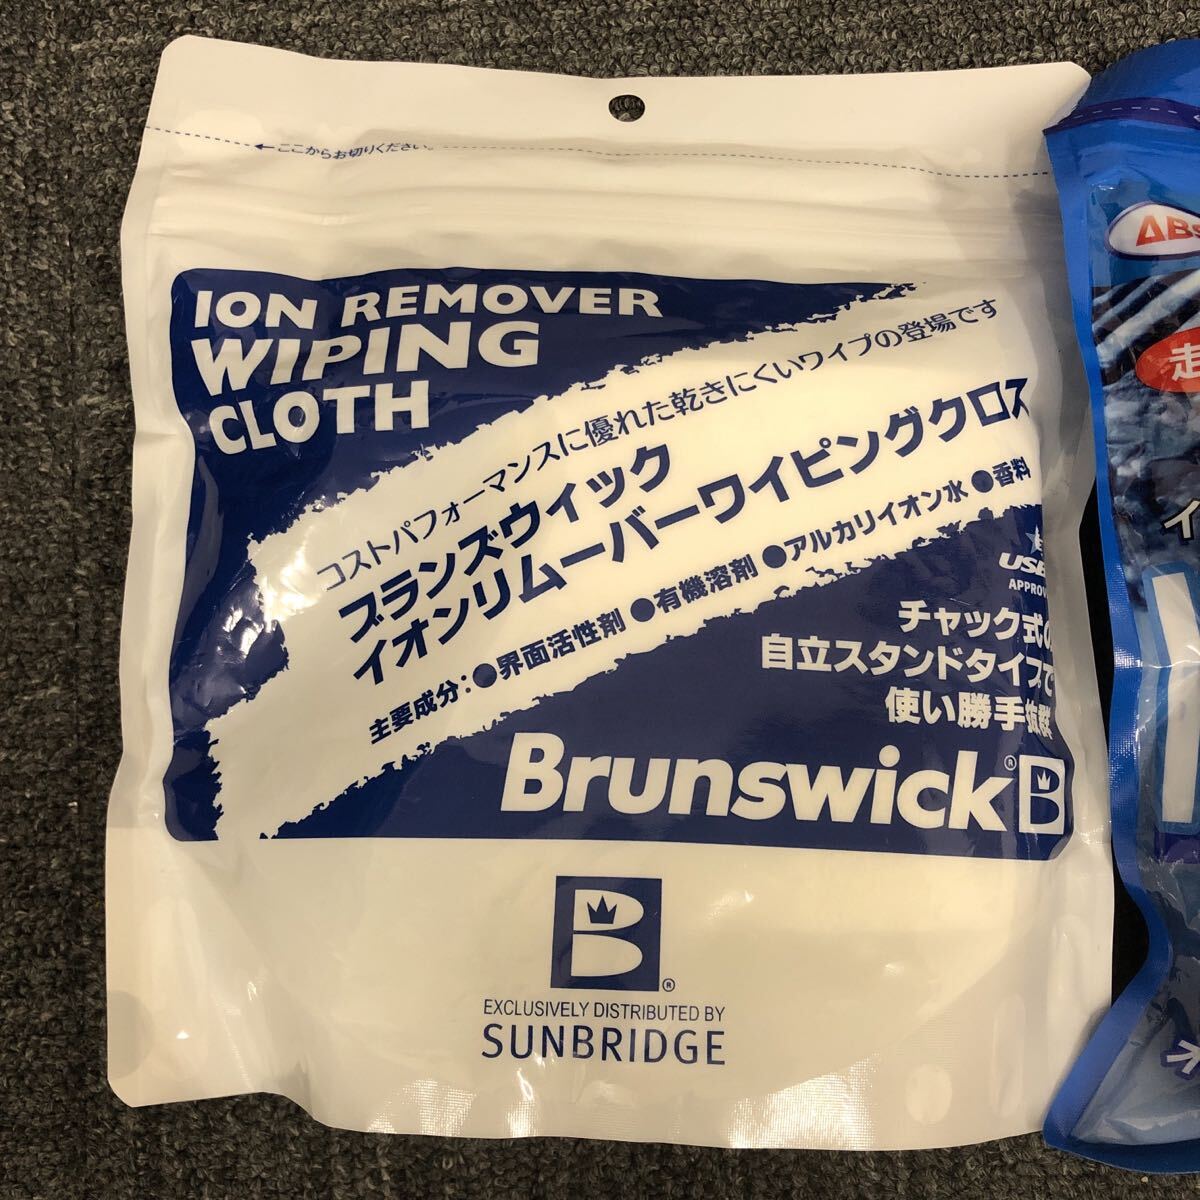 ←ここからお切りください。
ION REMOVER
WIPING
CLOTH
コストパフォーマンスに優れた乾きにくいワイプの登場です
ブランズウィック
イオンリムーバーワイピングクロス
主要成分:●界面活性剤 ●有機溶剤 ●アルカリイオン水 ●香料
チャック式の
自立スタンドタイプで
使い勝手抜群
Brunswick® B
B®
EXCLUSIVELY DISTRIBUTED BY
SUNBRIDGE
ABS
走
イ